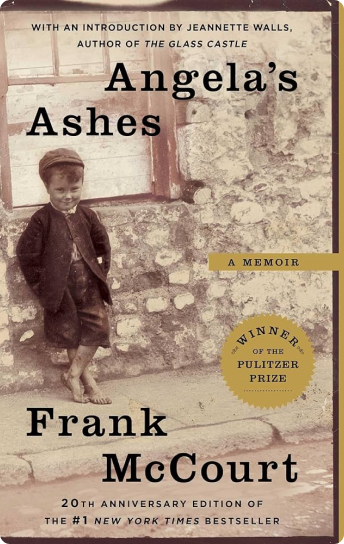 WITH AN INTRODUCTION BY JEANNETTE WALLS,
AUTHOR OF THE GLASS CASTLE
Angela's
Ashes
A MEMOIR
WINNER
OF THE
PULITZER
PRIZE
Frank
McCourt
20TH ANNIVERSARY EDITION OF
THE #1 NEW YORK TIMES BESTSELLER